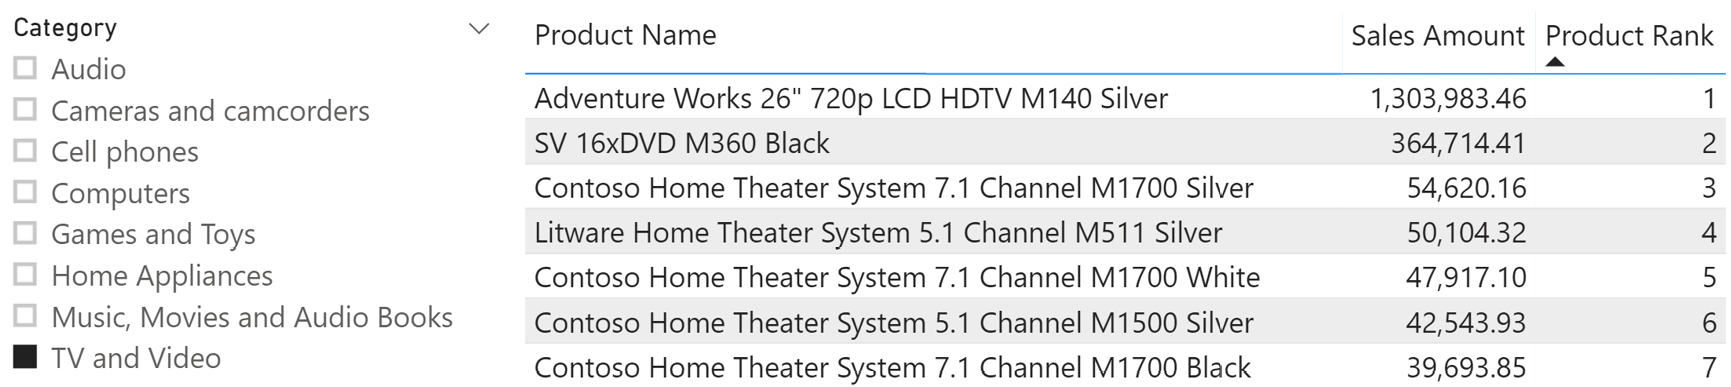 Category
Audio
Cameras and camcorders
Cell phones
Computers
Games and Toys
Home Appliances
Music, Movies and Audio Books
TV and Video
Product Name Sales Amount Product Rank
Adventure Works 26" 720p LCD HDTV M140 Silver 1,303,983.46 1
SV 16xDVD M360 Black 364,714.41 2
Contoso Home Theater System 7.1 Channel M1700 Silver 54,620.16 3
Litware Home Theater System 5.1 Channel M511 Silver 50,104.32 4
Contoso Home Theater System 7.1 Channel M1700 White 47,917.10 5
Contoso Home Theater System 5.1 Channel M1500 Silver 42,543.93 6
Contoso Home Theater System 7.1 Channel M1700 Black 39,693.85 7